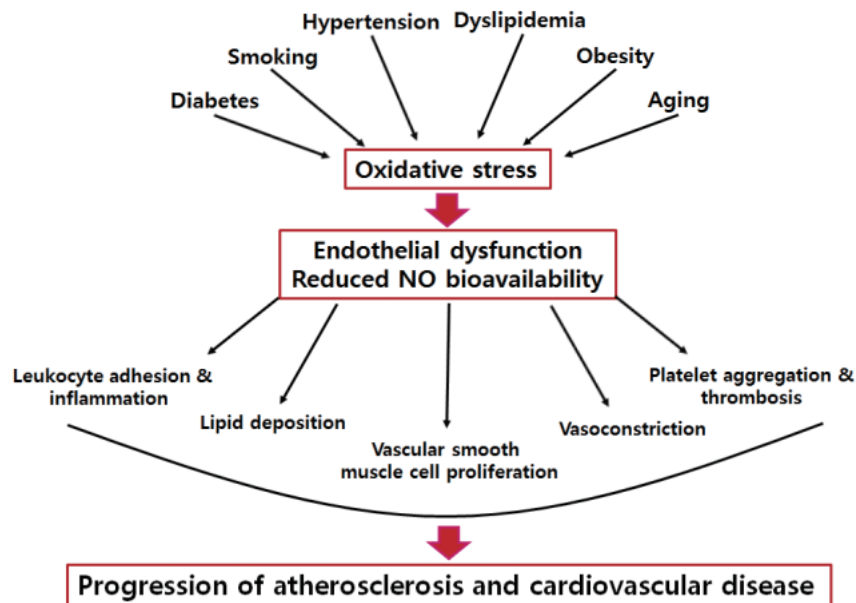 Hypertension
Dyslipidemia
Smoking
Obesity
Diabetes
Aging
Oxidative stress
Endothelial dysfunction
Reduced NO bioavailability
Leukocyte adhesion &
inflammation
Lipid deposition
Vascular smooth
muscle cell proliferation
Vasoconstriction
Platelet aggregation &
thrombosis
Progression of atherosclerosis and cardiovascular disease